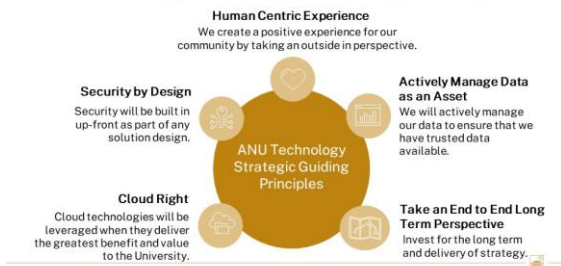 Human Centric Experience
We create a positive experience for our
community by taking an outside in perspective.
Security by Design
Security will be built in
up-front as part of any
solution design.
Actively Manage Data
as an Asset
We will actively manage
our data to ensure that we
have trusted data
available.
ANU Technology
Strategic Guiding
Principles
Cloud Right
Cloud technologies will be
leveraged when they deliver
the greatest benefit and value
to the University.
Take an End to End Long
Term Perspective
Invest for the long term
and delivery of strategy.